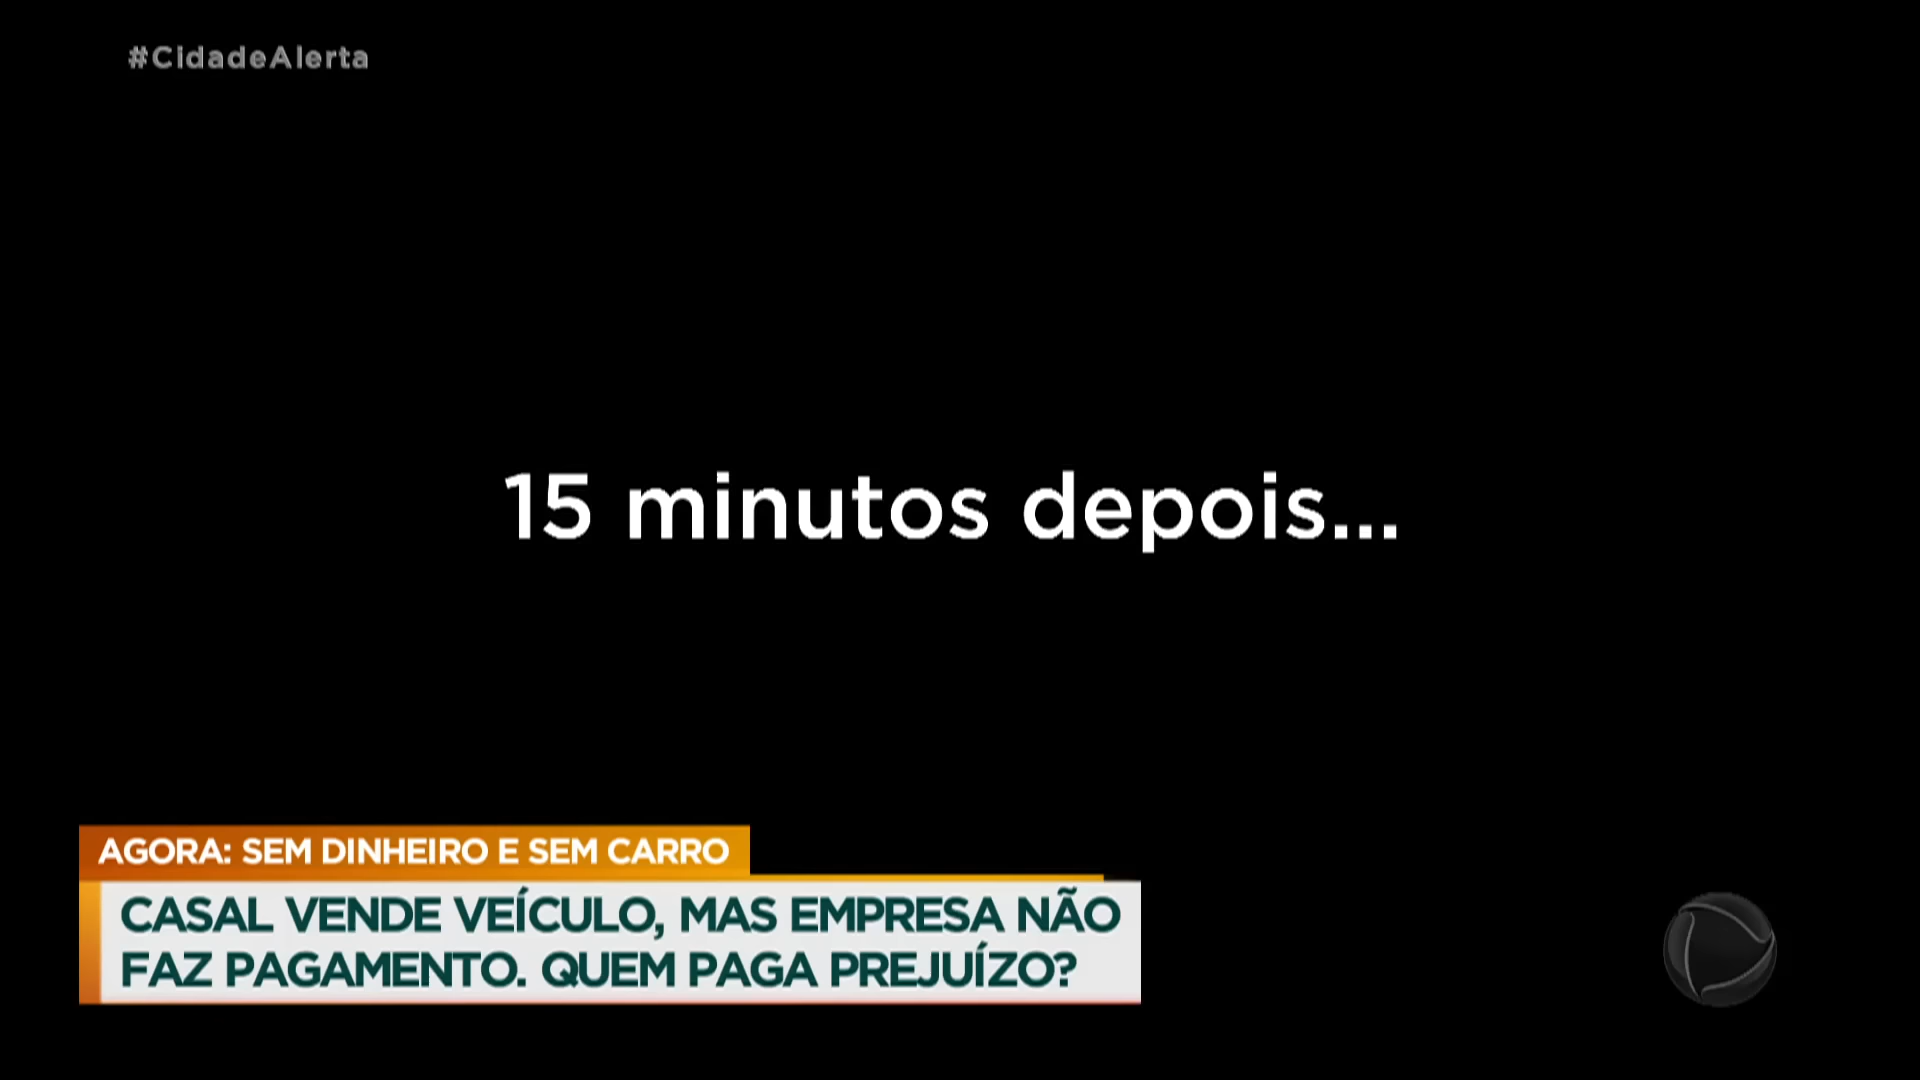 #CidadeAlerta
15 minutos depois...
AGORA: SEM DINHEIRO E SEM CARRO
CASAL VENDE VEÍCULO, MAS EMPRESA NÃO
FAZ PAGAMENTO. QUEM PAGA PREJUÍZO?